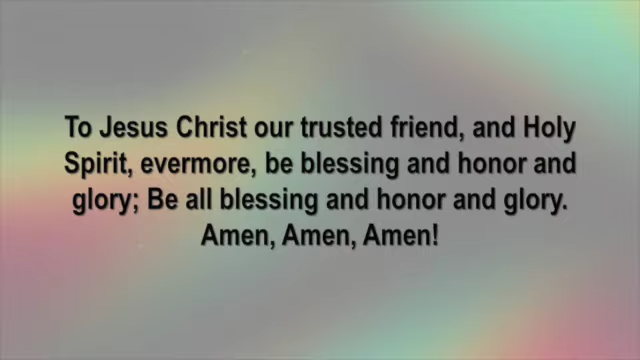 To Jesus Christ our trusted friend, and Holy
Spirit, evermore, be blessing and honor and
glory; Be all blessing and honor and glory.
Amen, Amen, Amen!